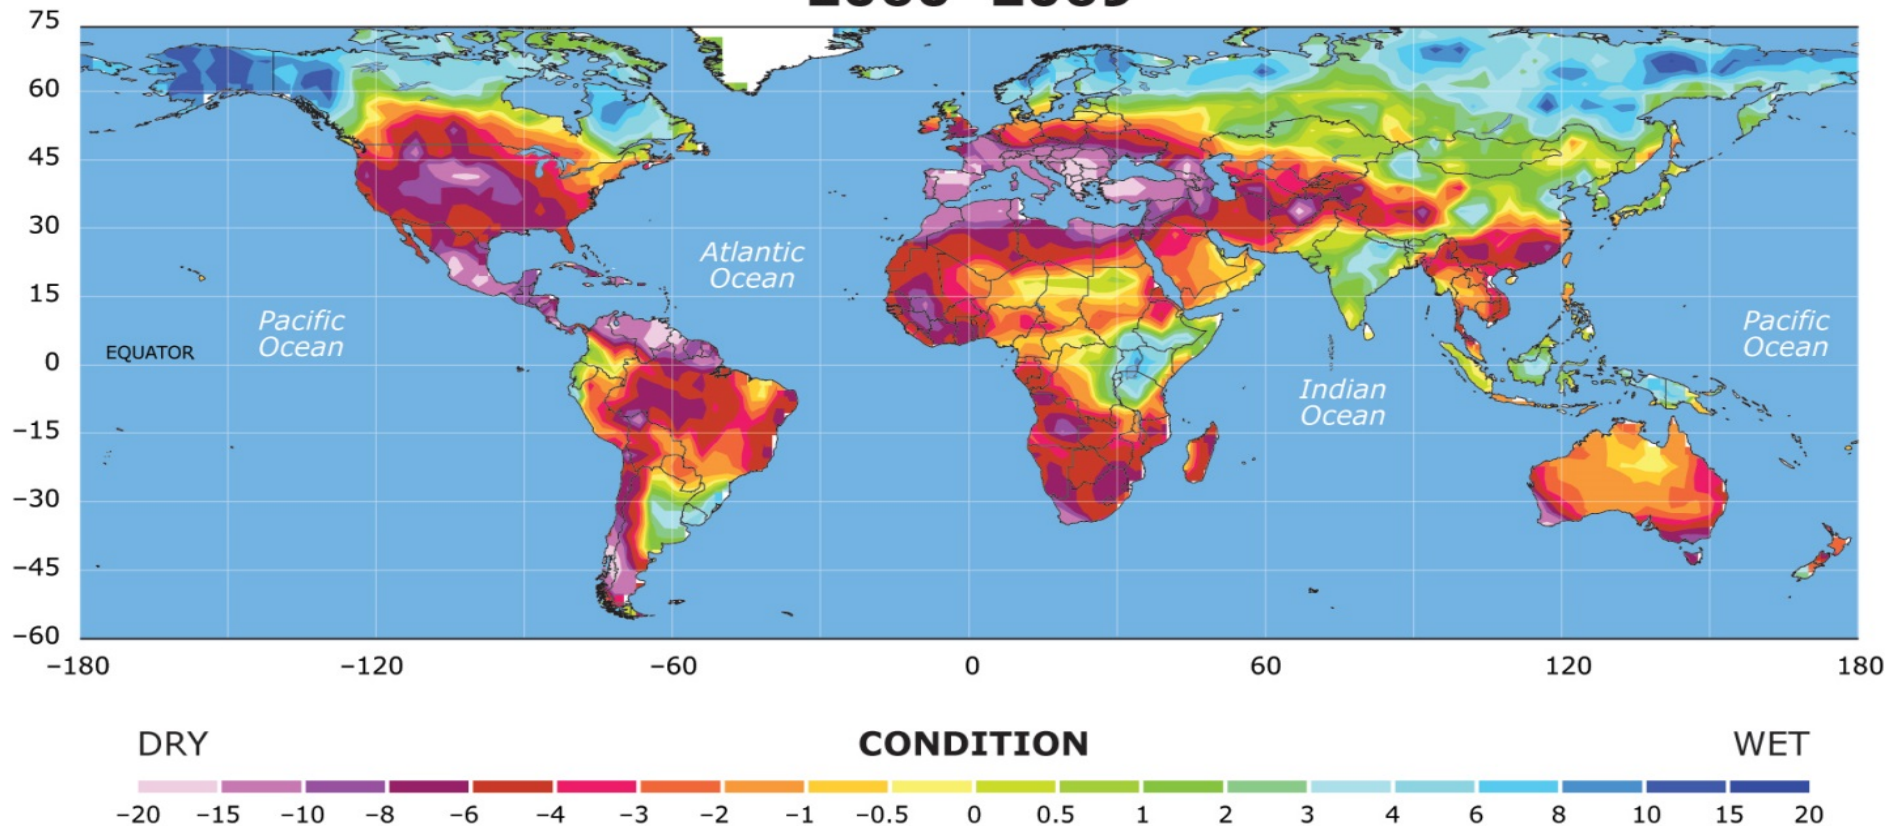 75
60
45
30
15
0
−15
−30
−45
−60
Atlantic
Ocean
Pacific
Ocean
EQUATOR
Indian
Ocean
Pacific
Ocean
−180 −120 −60 0 60 120 180
DRY CONDITION WET
−20 −15 −10 −8 −6 −4 −3 −2 −1 −0.5 0 0.5 1 2 3 4 6 8 10 15 20